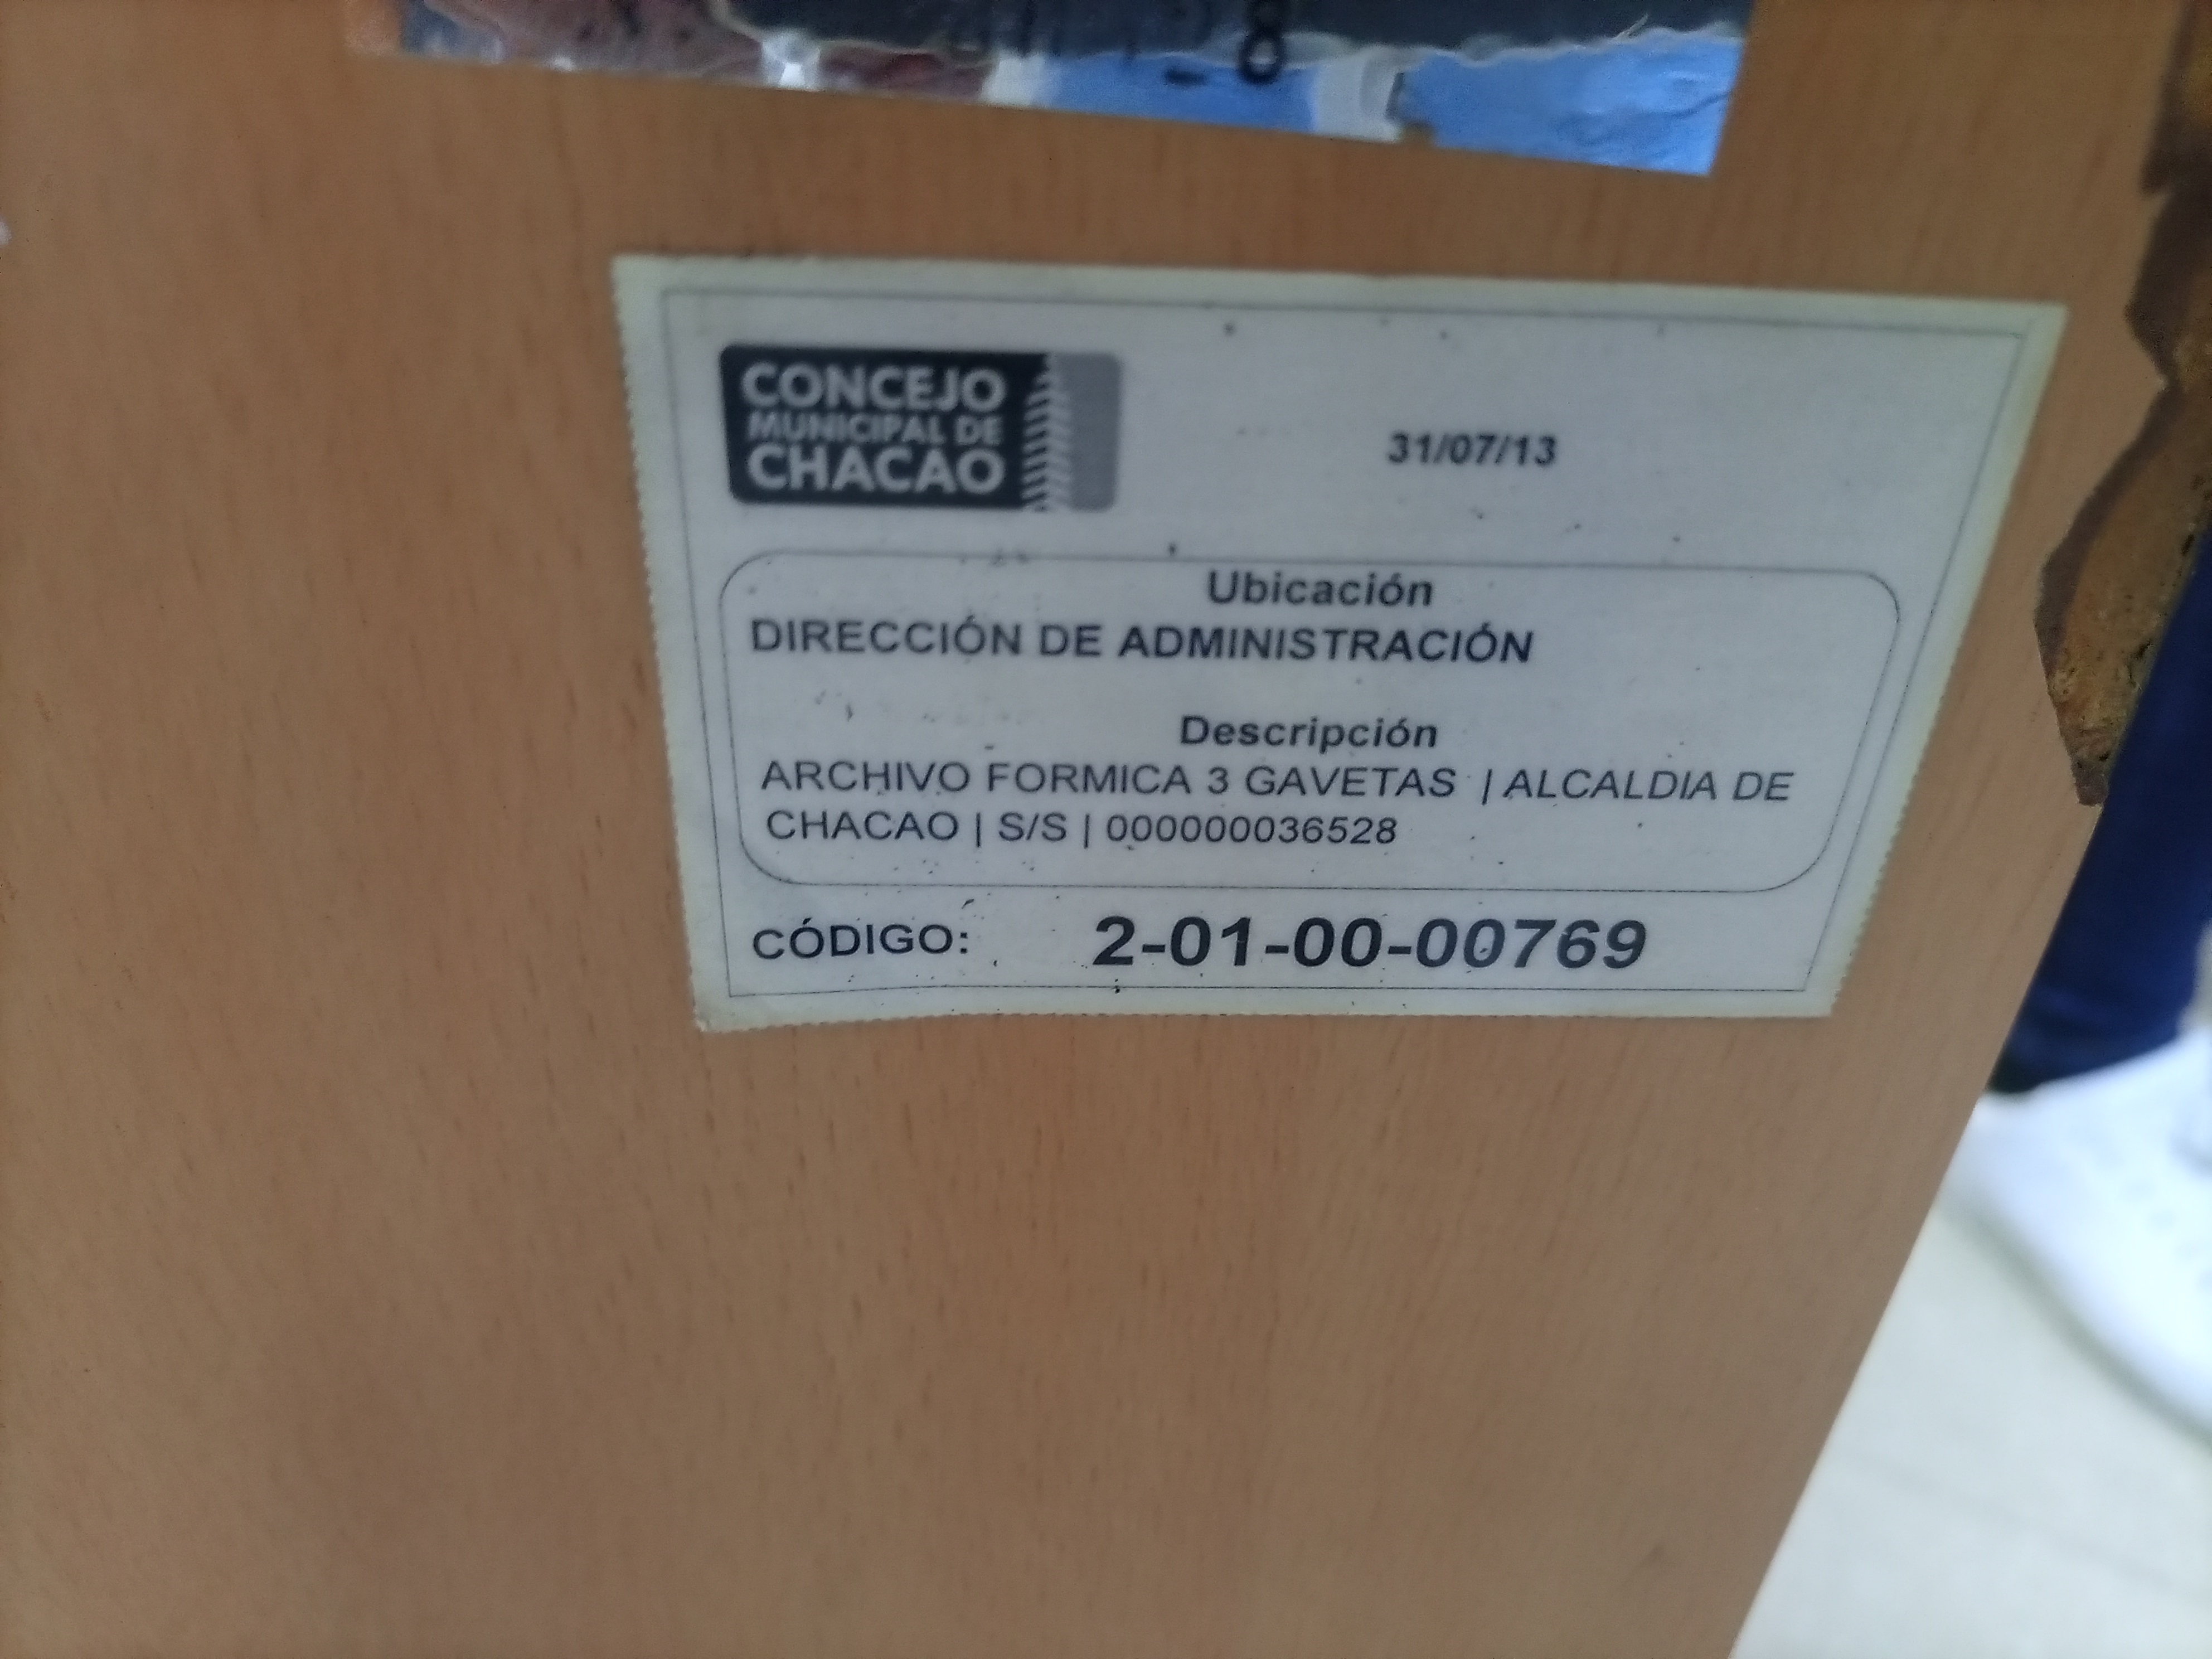 8
CONCEJO
MUNICIPAL DE
CHACAO
31/07/13
Ubicación
DIRECCIÓN DE ADMINISTRACIÓN
Descripción
ARCHIVO FORMICA 3 GAVETAS | ALCALDIA DE
CHACAO | S/S | 000000036528
CÓDIGO: 2-01-00-00769